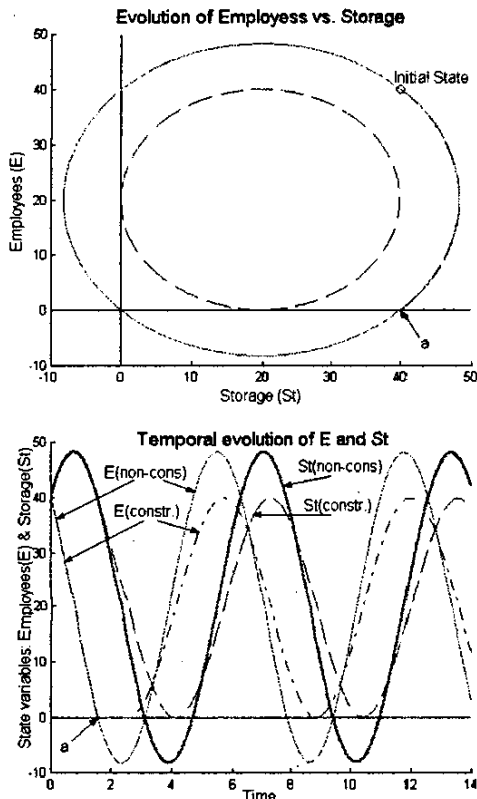 Evolution of Employess vs. Storage
60
50
40
30
20
10
0
-10
Employees (E)
Initial State
a
-10 0 10 20 30 40 50
Storage (St)
Temporal evolution of E and St
50
40
30
20
10
0
-10
State variables: Employees(E) & Storage(St)
E(non-cons)
E(constr.)
St(non-cons)
St(constr.)
a
0 2 4 6 8 10 12 14
Time